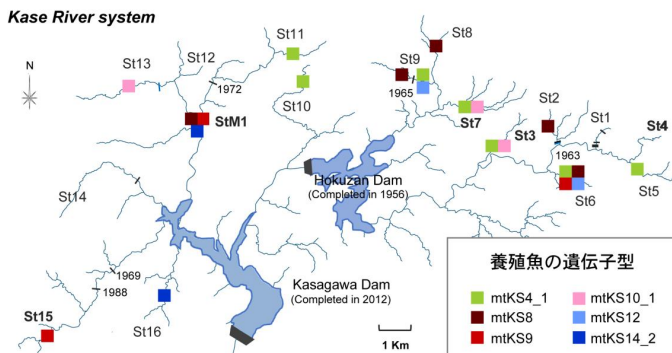 Kase River system
St8
St11
St12
St13
St9
N
1972
1965
St10
St2
St1
St4
StM1
St7
St3
1963
St14
Hokuzan Dam
(Completed in 1956)
St6
St5
1969
1988
Kasagawa Dam
(Completed in 2012)
St15
St16
1 Km
養殖魚の遺伝子型
mtKS4_1
mtKS10_1
mtKS8
mtKS12
mtKS9
mtKS14_2